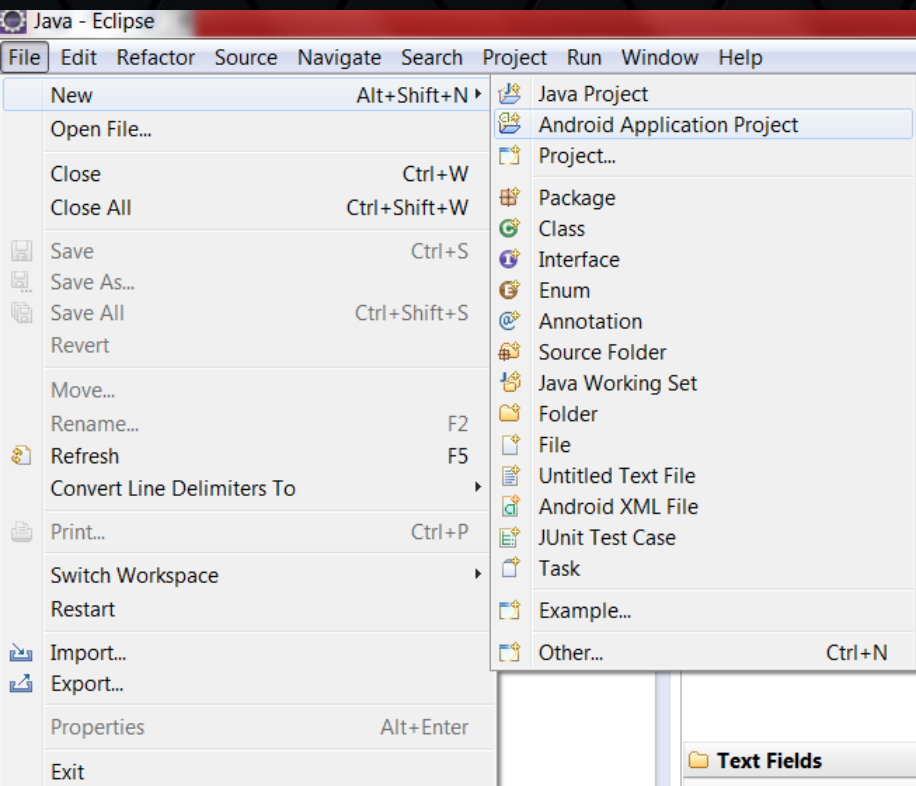 Java - Eclipse
File Edit Refactor Source Navigate Search Project Run Window Help
New Alt+Shift+N
Open File...
Close Ctrl+W
Close All Ctrl+Shift+W
Save Ctrl+S
Save As...
Save All Ctrl+Shift+S
Revert
Move...
Rename... F2
Refresh F5
Convert Line Delimiters To
Print... Ctrl+P
Switch Workspace
Restart
Import...
Export...
Properties Alt+Enter
Exit
Java Project
Android Application Project
Project...
Package
Class
Interface
Enum
Annotation
Source Folder
Java Working Set
Folder
File
Untitled Text File
Android XML File
JUnit Test Case
Task
Example...
Other... Ctrl+N
Text Fields